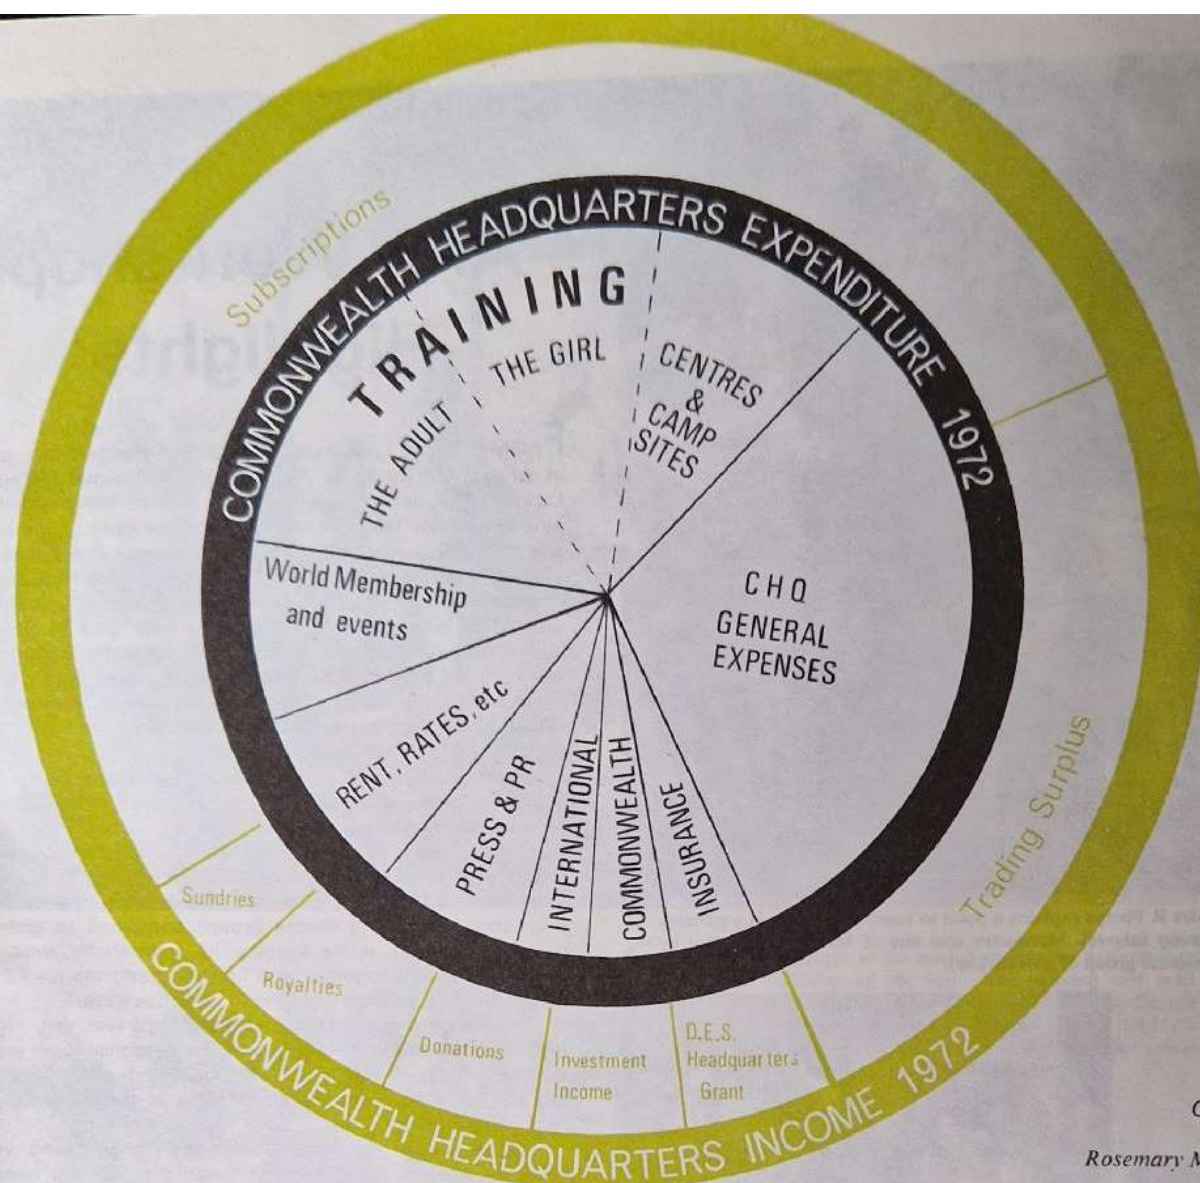 COMMONWEALTH HEADQUARTERS EXPENDITURE 1972
Subscriptions
TRAINING
THE ADULT
THE GIRL
CENTRES
&
CAMP
SITES
CHQ
GENERAL
EXPENSES
World Membership
and events
RENT, RATES, etc
PRESS & PR
INTERNATIONAL
COMMONWEALTH
INSURANCE
Trading Surplus
Sundries
Royalties
Donations
Investment
Income
D.E.S.
Headquarters
Grant
COMMONWEALTH HEADQUARTERS INCOME 1972
Rosemary